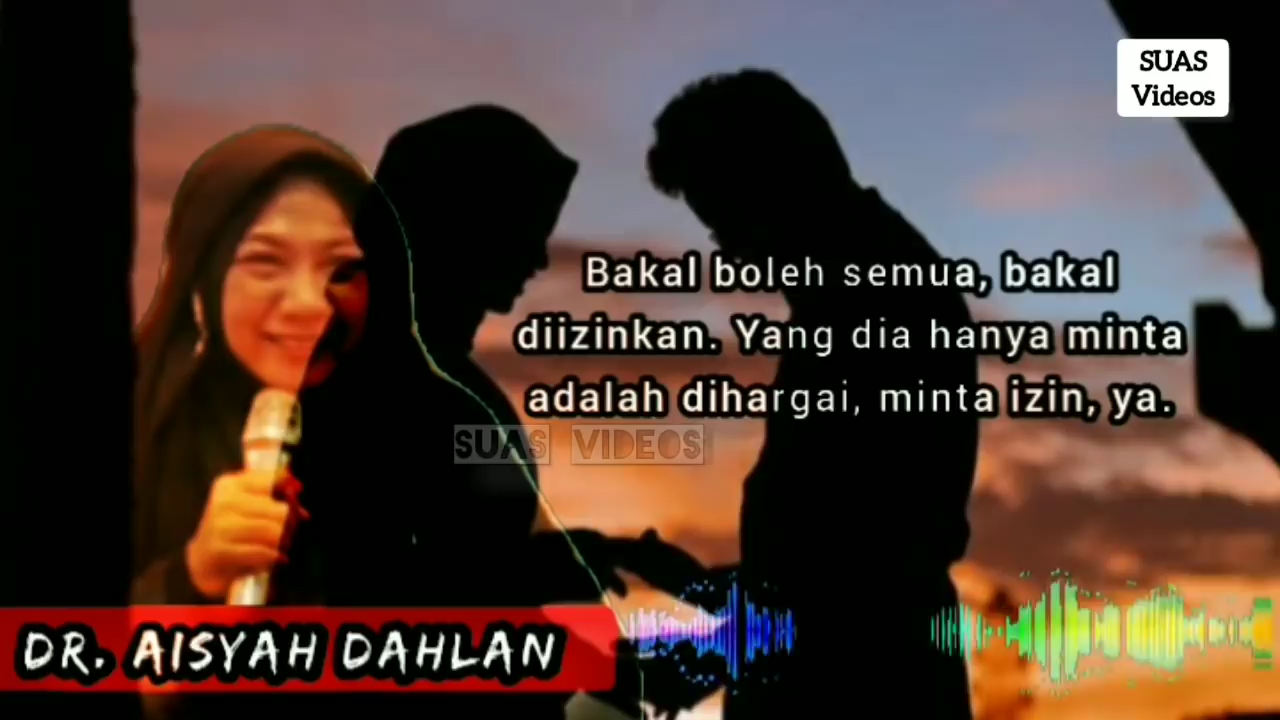 SUAS
Videos
Bakal boleh semua, bakal
diizinkan. Yang dia hanya minta
adalah dihargai, minta izin, ya.
SUAS VIDEOS
DR. AISYAH DAHLAN